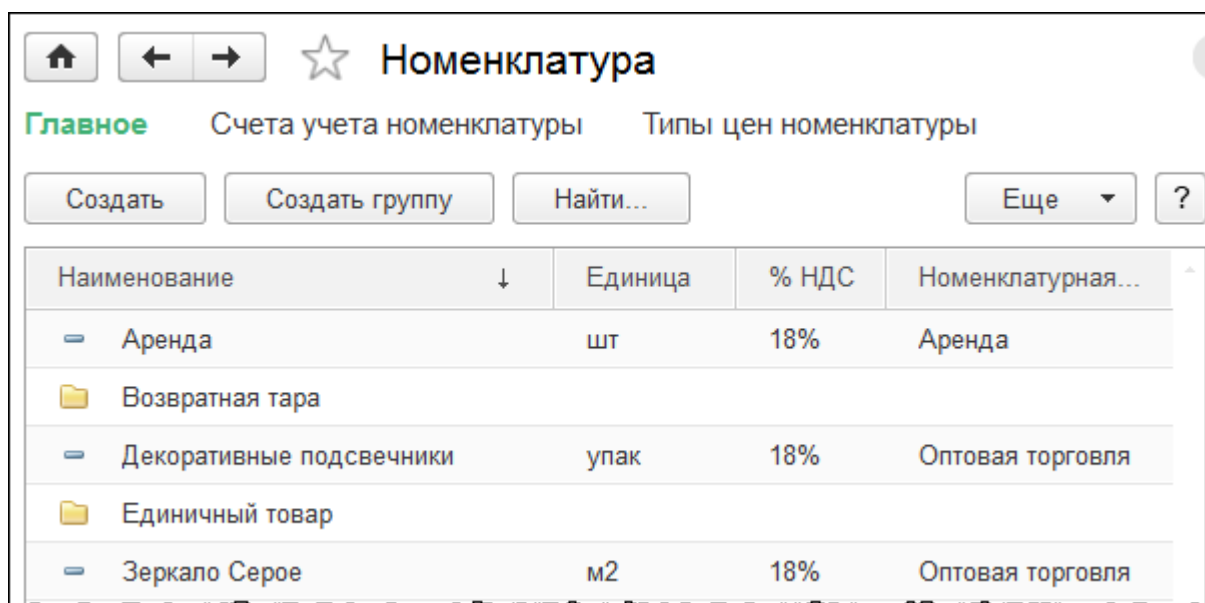 Номенклатура
Главное Счета учета номенклатуры Типы цен номенклатуры
Создать Создать группу Найти... Еще ?
Наименование ↓ Единица % НДС Номенклатурная...
Аренда шт 18% Аренда
Возвратная тара
Декоративные подсвечники упак 18% Оптовая торговля
Единичный товар
Зеркало Серое м2 18% Оптовая торговля